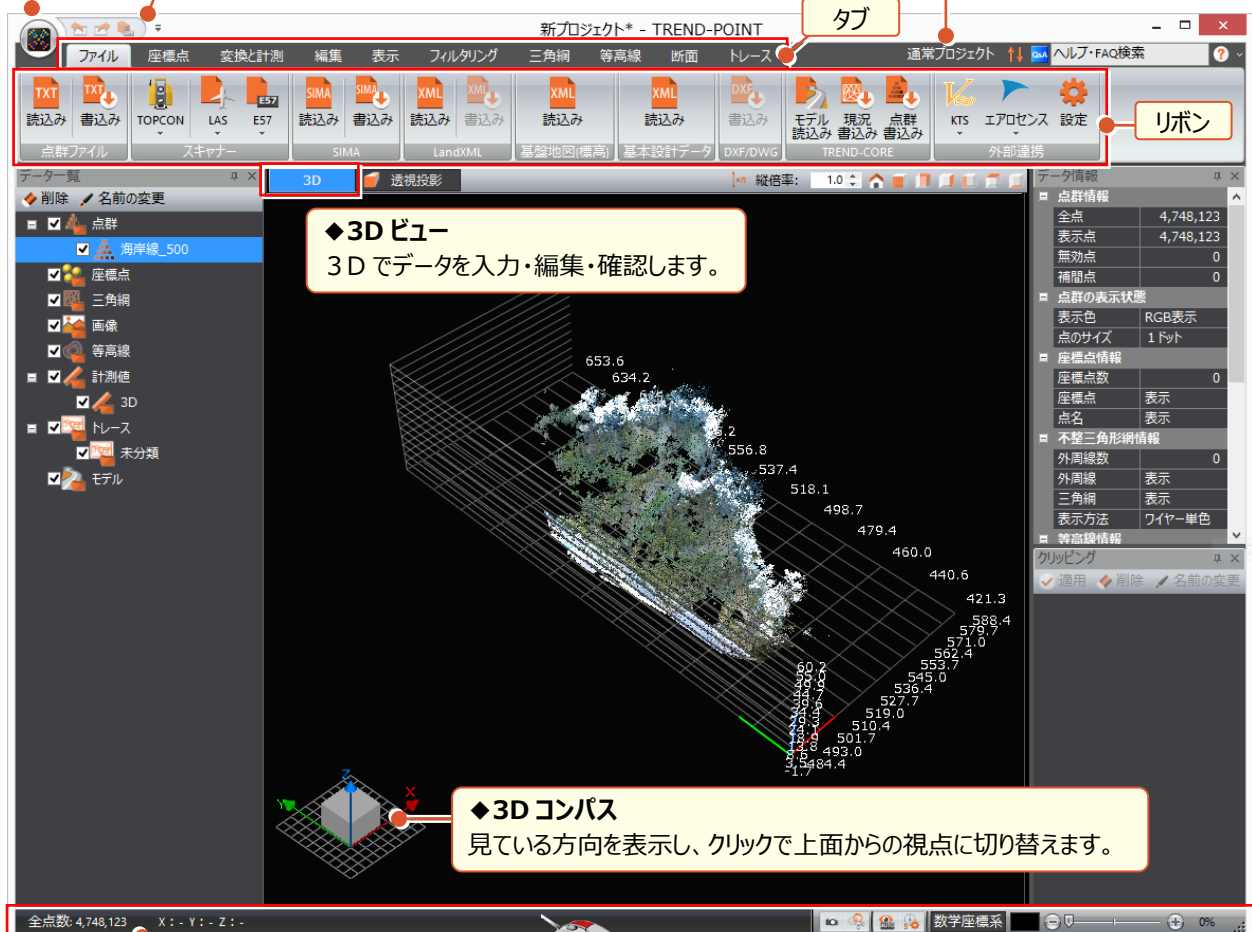 タブ
新プロジェクト* - TREND-POINT
ファイル 座標点 変換と計測 編集 表示 フィルタリング 三角網 等高線 断面 トレース 通常プロジェクト Q&A ヘルプ・FAQ検索
TXT TXT E57 SIMA SIMA XML XML XML XML DXF
読込み 書込み TOPCON LAS E57 読込み 書込み 読込み 書込み 読込み 読込み 書込み モデル 読込み 現況 書込み 点群 書込み KTS エアロセンス 設定
リボン
点群ファイル スキャナー SIMA LandXML 基盤地図(標高) 基本設計データ DXF/DWG TREND-CORE 外部連携
データ一覧
削除 名前の変更
点群
海岸線_500
座標点
三角網
画像
等高線
計測値
3D
トレース
未分類
モデル
3D 透視投影 縦倍率: 1.0
◆3D ビュー
3D でデータを入力・編集・確認します。
653.6
634.2
556.8
537.4
518.1
498.7
479.4
460.0
440.6
421.3
588.4
579.7
571.0
562.4
553.7
545.0
536.4
527.7
519.0
510.4
501.7
493.0
484.4
60.2
-1.7
Z
Y
X
◆3D コンパス
見ている方向を表示し、クリックで上面からの視点に切り替えます。
データ情報
点群情報
全点 4,748,123
表示点 4,748,123
無効点 0
補間点 0
点群の表示状態
表示色 RGB表示
点のサイズ 1ドット
座標点情報
座標点数 0
座標点 表示
点名 表示
不整三角形網情報
外周線数 0
外周線 表示
三角網 表示
表示方法 ワイヤー単色
等高線情報
クリッピング
適用 削除 名前の変更
全点数: 4,748,123 X : - Y : - Z : - 数学座標系 0%